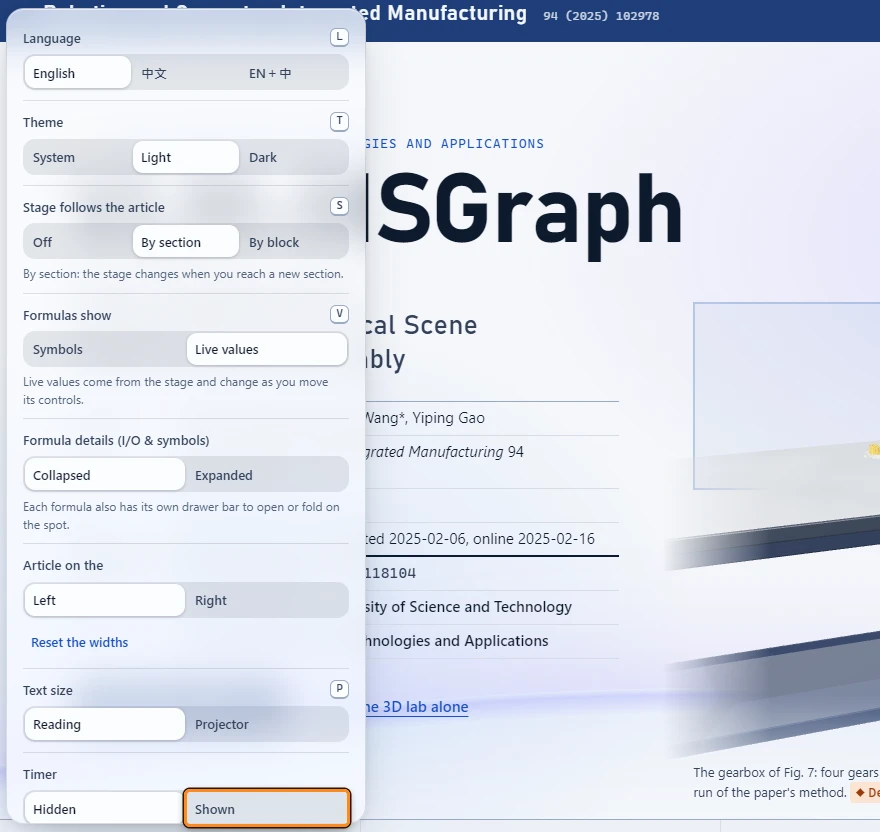 ed Manufacturing 94 (2025) 102978
Language L
English 中文 EN + 中
Theme T
System Light Dark
Stage follows the article S
Off By section By block
By section: the stage changes when you reach a new section.
Formulas show V
Symbols Live values
Live values come from the stage and change as you move
its controls.
Formula details (I/O & symbols)
Collapsed Expanded
Each formula also has its own drawer bar to open or fold on
the spot.
Article on the
Left Right
Reset the widths
Text size P
Reading Projector
Timer
Hidden Shown
GIES AND APPLICATIONS
SGraph
cal Scene
bly
Wang*, Yiping Gao
grated Manufacturing 94
ted 2025-02-06, online 2025-02-16
118104
sity of Science and Technology
hnologies and Applications
he 3D lab alone
The gearbox of Fig. 7: four gears
run of the paper's method. ◆ De